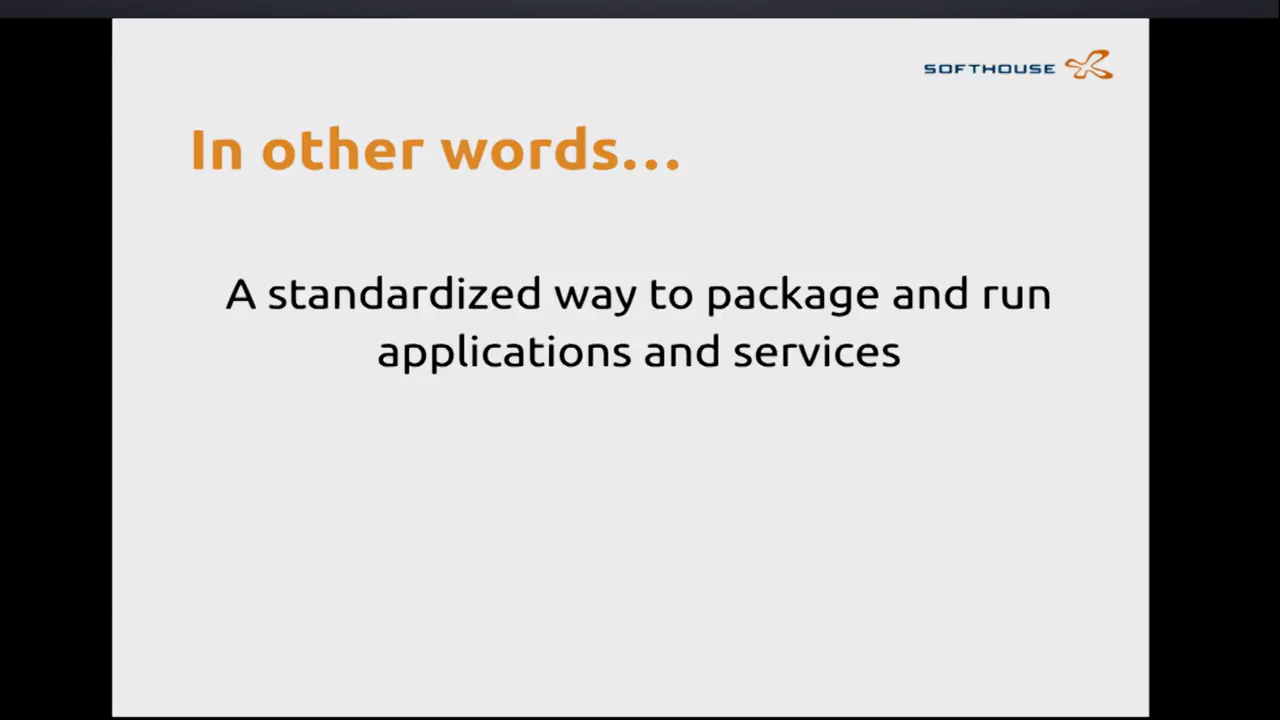 SOFTHOUSE
In other words...
A standardized way to package and run
applications and services